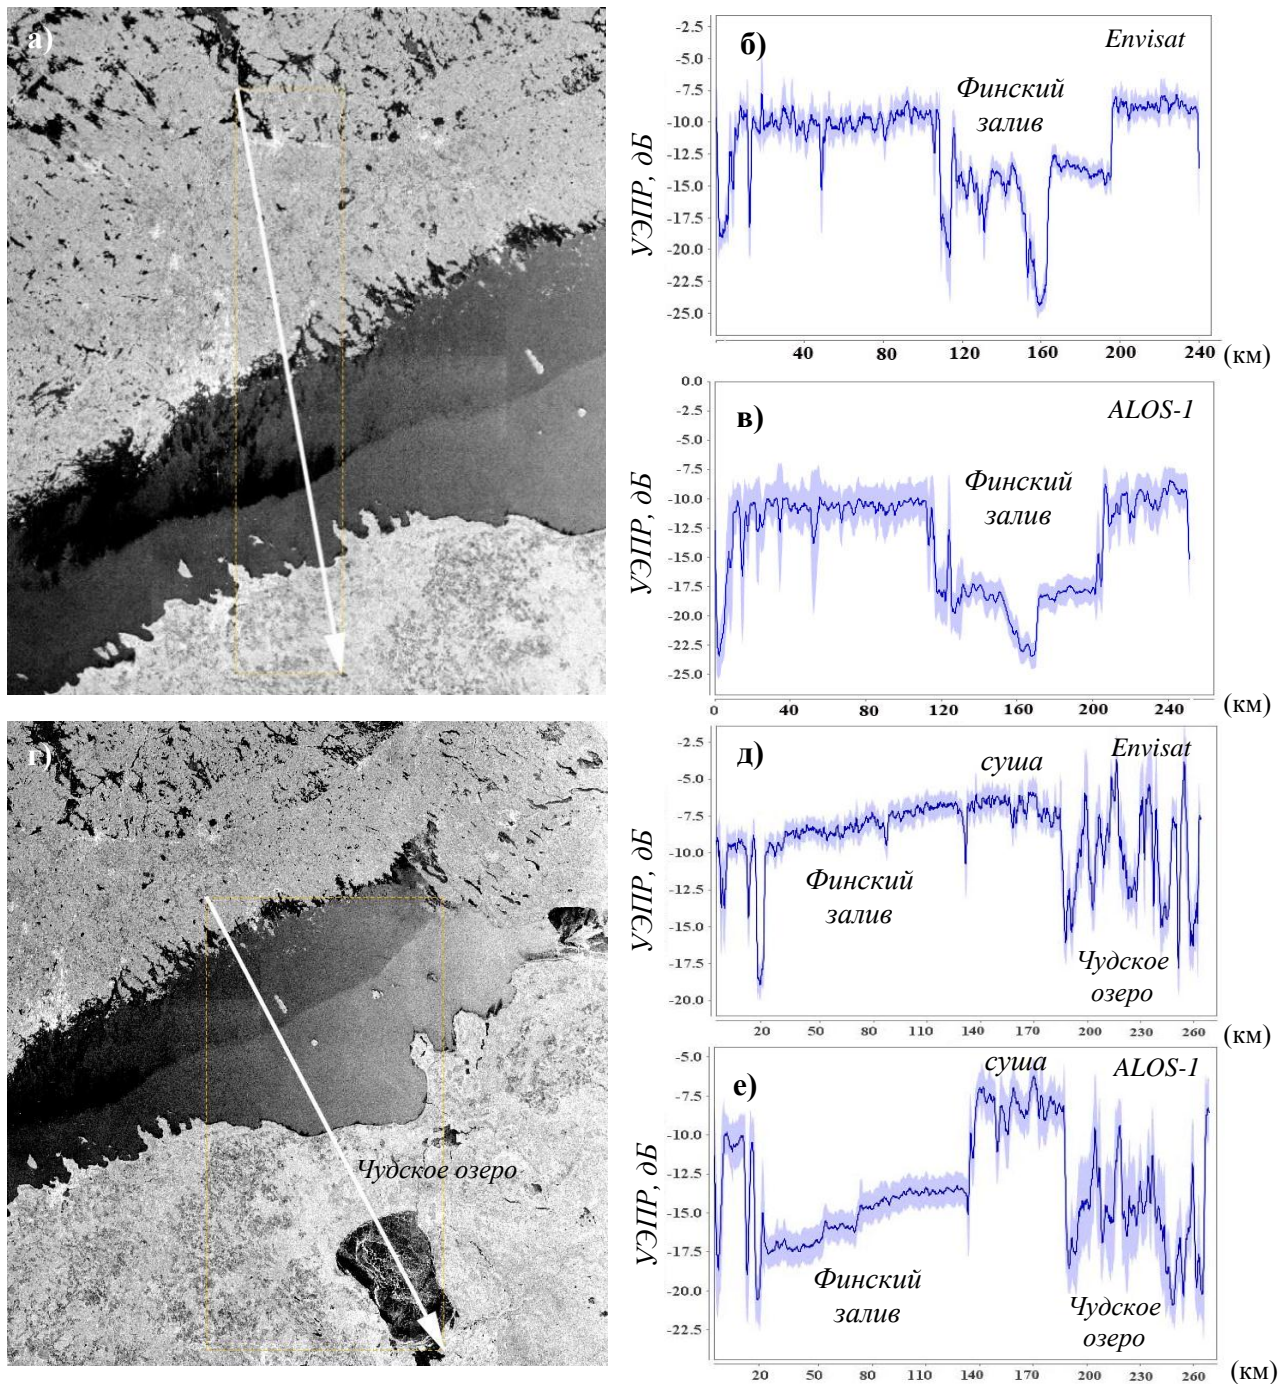 а)
б)
Envisat
Финский
залив
УЭПР, дБ
-2.5
-5.0
-7.5
-10.0
-12.5
-15.0
-17.5
-20.0
-22.5
-25.0
40 80 120 160 200 240 (км)
в)
ALOS-1
Финский
залив
УЭПР, дБ
0.0
-2.5
-5.0
-7.5
-10.0
-12.5
-15.0
-17.5
-20.0
-22.5
-25.0
0 40 80 120 160 200 240 (км)
г)
Чудское озеро
д)
суша
Envisat
Финский
залив
Чудское
озеро
УЭПР, дБ
-2.5
-5.0
-7.5
-10.0
-12.5
-15.0
-17.5
-20.0
20 50 80 110 140 170 200 230 260 (км)
е)
суша
ALOS-1
Финский
залив
Чудское
озеро
УЭПР, дБ
-5.0
-7.5
-10.0
-12.5
-15.0
-17.5
-20.0
-22.5
20 50 80 110 140 170 200 230 260 (км)